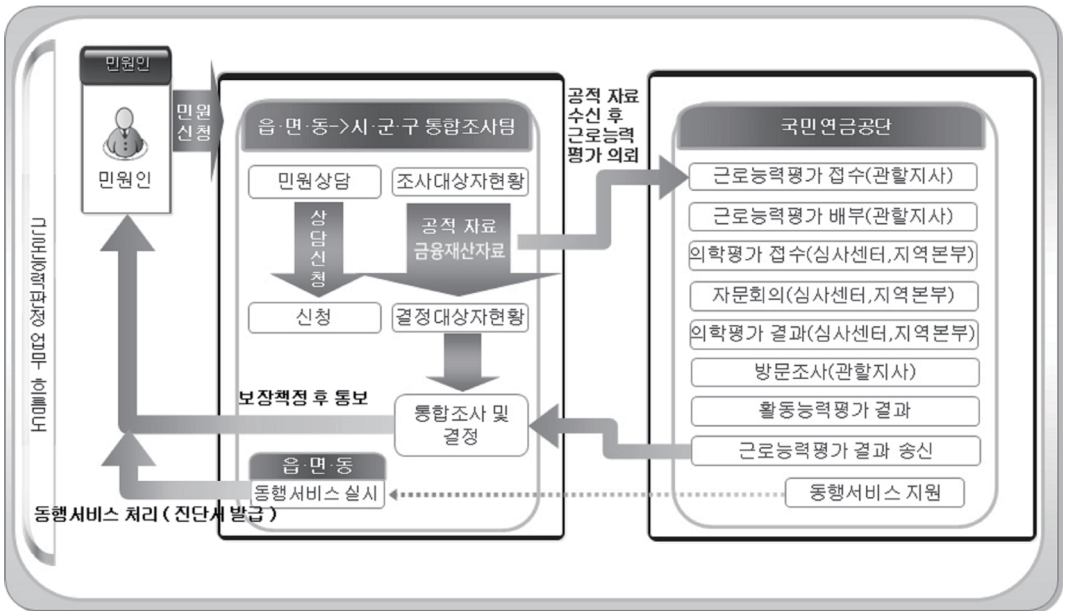 근로능력판정 업무 흐름도
민원인
민원인
민원
신청
읍·면·동->시·군·구 통합조사팀
민원상담
조사대상자현황
상
담
신
청
공적 자료
금융재산자료
신청
결정대상자현황
보장책정 후 통보
통합조사 및
결정
읍·면·동
동행서비스 실시
동행서비스 처리 ( 진단서 발급 )
공적 자료
수신 후
근로능력
평가 의뢰
국민연금공단
근로능력평가 접수(관할지사)
근로능력평가 배부(관할지사)
의학평가 접수(심사센터,지역본부)
자문회의(심사센터,지역본부)
의학평가 결과(심사센터,지역본부)
방문조사(관할지사)
활동능력평가 결과
근로능력평가 결과 송신
동행서비스 지원